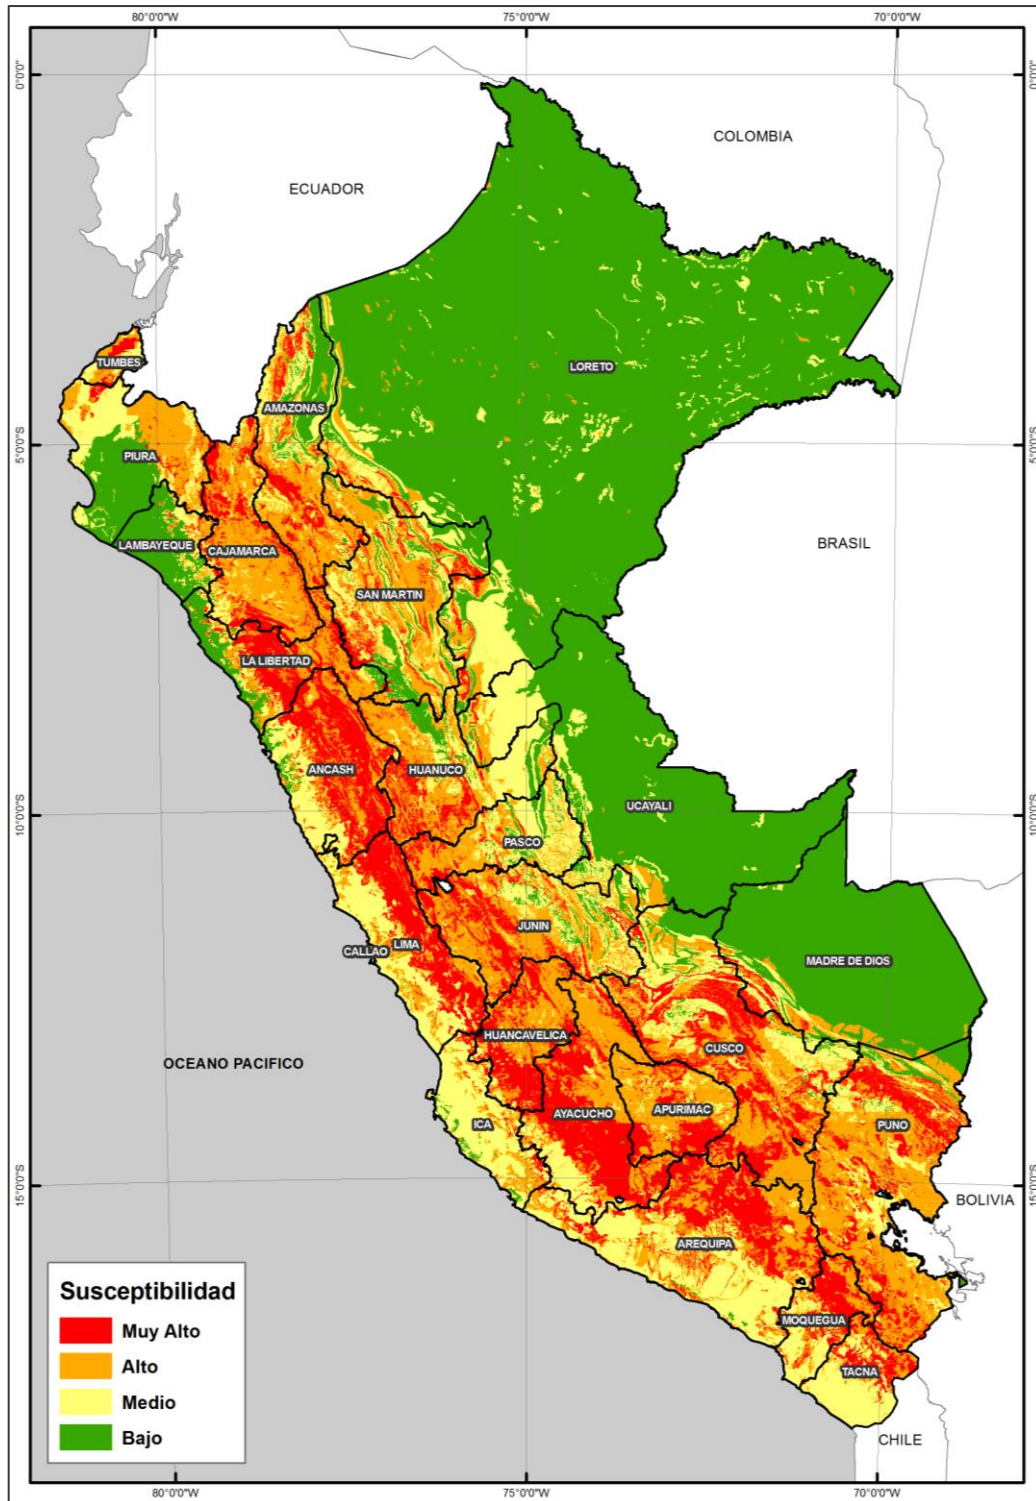 80°0'0"W
75°0'0"W
70°0'0"W
0°0'0"
0°0'0"
COLOMBIA
ECUADOR
TUMBES
LORETO
AMAZONAS
5°0'0"S
5°0'0"S
PIURA
BRASIL
LAMBAYEQUE
CAJAMARCA
SAN MARTIN
LA LIBERTAD
ANCASH
HUANUCO
UCAYALI
10°0'0"S
10°0'0"S
PASCO
JUNIN
CALLAO
LIMA
MADRE DE DIOS
HUANCAVELICA
CUSCO
OCEANO PACIFICO
AYACUCHO
APURIMAC
ICA
PUNO
15°0'0"S
15°0'0"S
BOLIVIA
AREQUIPA
MOQUEGUA
TACNA
CHILE
Susceptibilidad
Muy Alto
Alto
Medio
Bajo
80°0'0"W
75°0'0"W
70°0'0"W